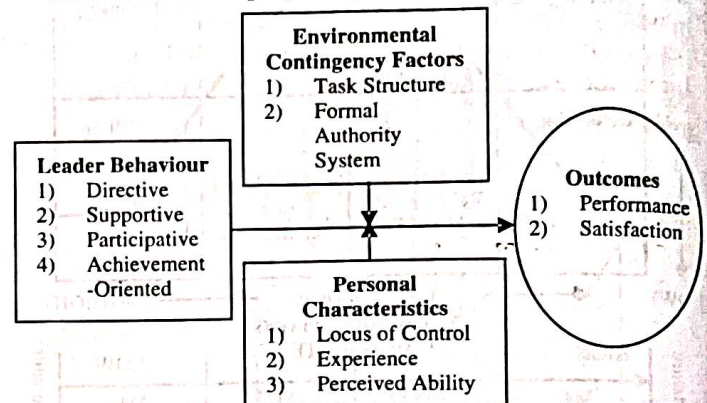 Environmental
Contingency Factors
1) Task Structure
2) Formal
Authority
System
Leader Behaviour
1) Directive
2) Supportive
3) Participative
4) Achievement
-Oriented
Outcomes
1) Performance
2) Satisfaction
Personal
Characteristics
1) Locus of Control
2) Experience
3) Perceived Ability